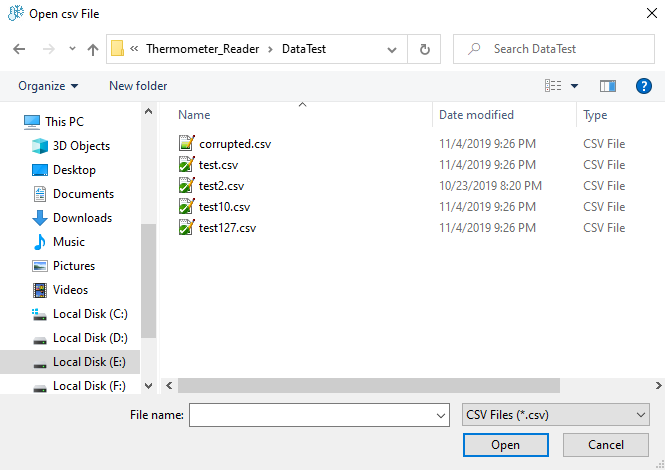 Open csv File
Thermometer_Reader DataTest Search DataTest
Organize New folder
Name Date modified Type
This PC
3D Objects
Desktop
Documents
Downloads
Music
Pictures
Videos
Local Disk (C:)
Local Disk (D:)
Local Disk (E:)
Local Disk (F:)
corrupted.csv 11/4/2019 9:26 PM CSV File
test.csv 11/4/2019 9:26 PM CSV File
test2.csv 10/23/2019 8:20 PM CSV File
test10.csv 11/4/2019 9:26 PM CSV File
test127.csv 11/4/2019 9:26 PM CSV File
File name: CSV Files (*.csv)
Open Cancel